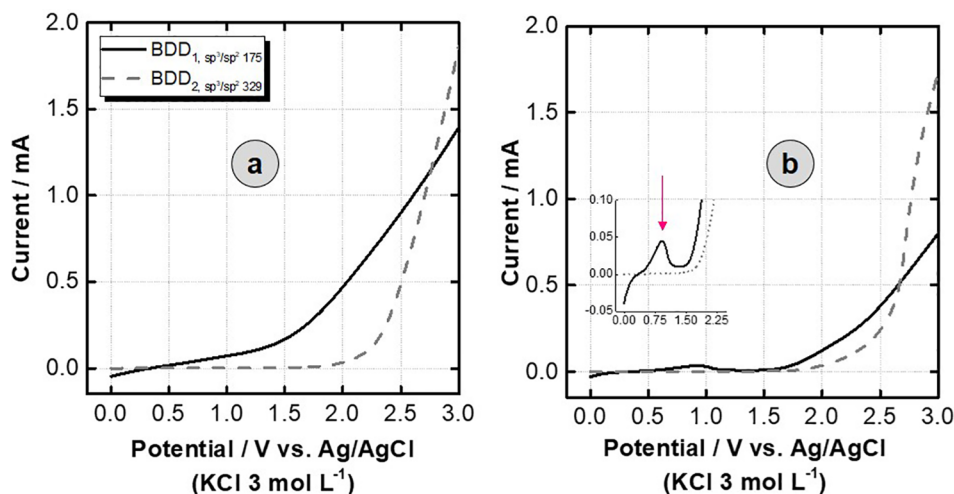 2.0
1.5
1.0
0.5
0.0
Current / mA
BDD1, sp³/sp² 175
BDD2, sp³/sp² 329
a
0.0 0.5 1.0 1.5 2.0 2.5 3.0
Potential / V vs. Ag/AgCl
(KCl 3 mol L⁻¹)
2.0
1.5
1.0
0.5
0.0
Current / mA
b
0.10
0.05
0.00
-0.05
0.00 0.75 1.50 2.25
0.0 0.5 1.0 1.5 2.0 2.5 3.0
Potential / V vs. Ag/AgCl
(KCl 3 mol L⁻¹)